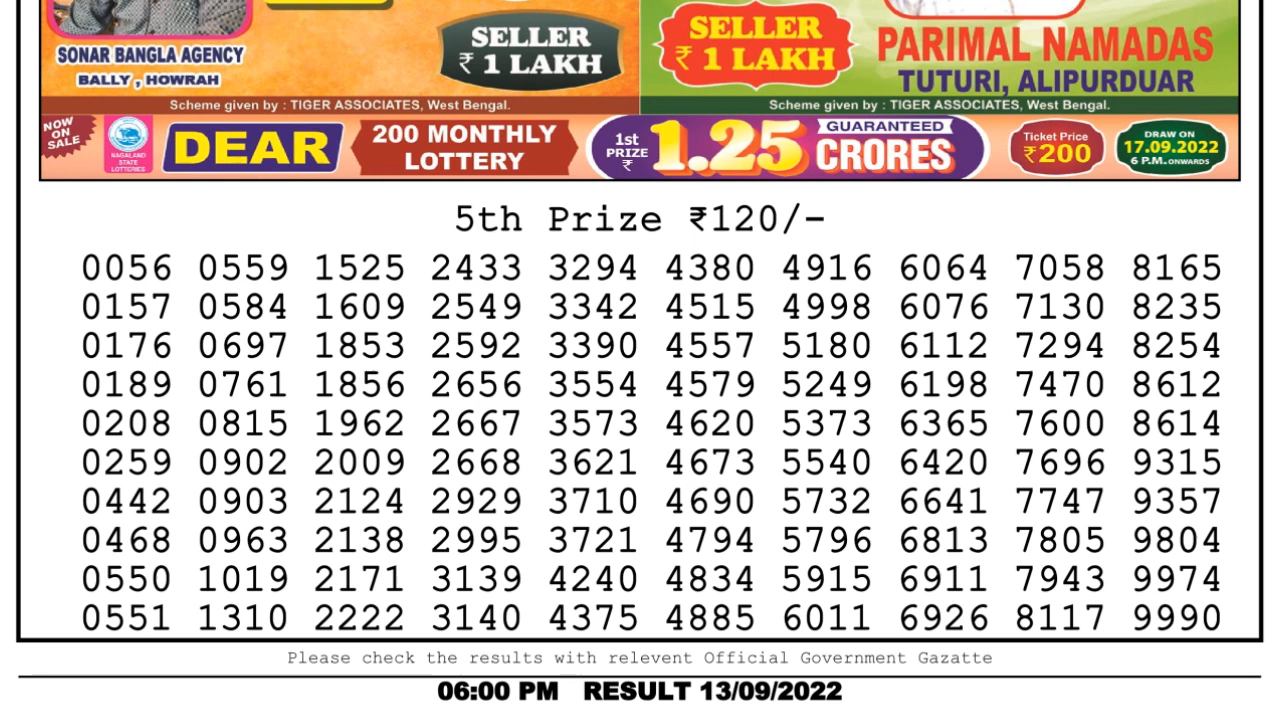 SONAR BANGLA AGENCY
BALLY , HOWRAH
SELLER
₹ 1 LAKH
Scheme given by : TIGER ASSOCIATES, West Bengal.
SELLER
₹ 1 LAKH
PARIMAL NAMADAS
TUTURI, ALIPURDUAR
Scheme given by : TIGER ASSOCIATES, West Bengal.
NOW
ON
SALE
NAGALAND
STATE
LOTTERIES
DEAR
200 MONTHLY
LOTTERY
1st
PRIZE
₹
1.25
GUARANTEED
CRORES
Ticket Price
₹200
DRAW ON
17.09.2022
6 P.M. ONWARDS
5th Prize ₹120/-
0056 0559 1525 2433 3294 4380 4916 6064 7058 8165
0157 0584 1609 2549 3342 4515 4998 6076 7130 8235
0176 0697 1853 2592 3390 4557 5180 6112 7294 8254
0189 0761 1856 2656 3554 4579 5249 6198 7470 8612
0208 0815 1962 2667 3573 4620 5373 6365 7600 8614
0259 0902 2009 2668 3621 4673 5540 6420 7696 9315
0442 0903 2124 2929 3710 4690 5732 6641 7747 9357
0468 0963 2138 2995 3721 4794 5796 6813 7805 9804
0550 1019 2171 3139 4240 4834 5915 6911 7943 9974
0551 1310 2222 3140 4375 4885 6011 6926 8117 9990
Please check the results with relevent Official Government Gazatte
06:00 PM RESULT 13/09/2022